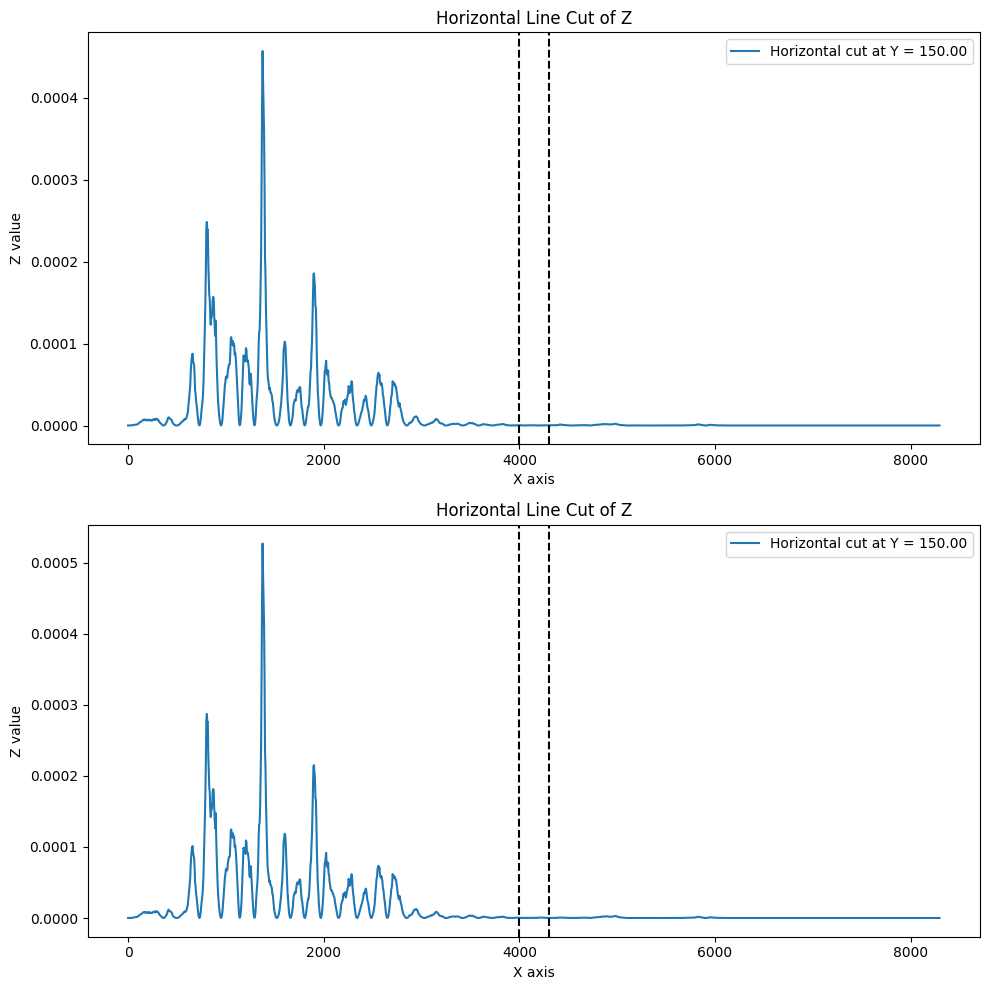 Horizontal Line Cut of Z
Horizontal cut at Y = 150.00
0.0004
0.0003
0.0002
0.0001
0.0000
Z value
0
2000
4000
6000
8000
X axis
Horizontal Line Cut of Z
Horizontal cut at Y = 150.00
0.0005
0.0004
0.0003
0.0002
0.0001
0.0000
Z value
0
2000
4000
6000
8000
X axis